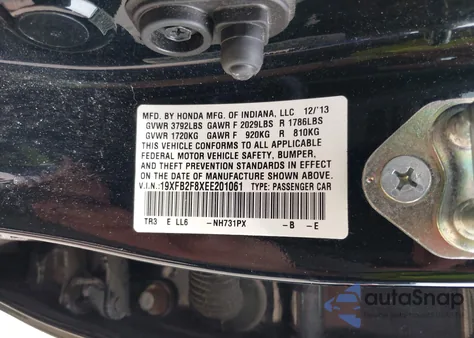 MFD. BY HONDA MFG. OF INDIANA, LLC 12/'13
GVWR 3792LBS GAWR F 2029LBS R 1786LBS
GVWR 1720KG GAWR F 920KG R 810KG
THIS VEHICLE CONFORMS TO ALL APPLICABLE
FEDERAL MOTOR VEHICLE SAFETY, BUMPER,
AND THEFT PREVENTION STANDARDS IN EFFECT
ON THE DATE OF MANUFACTURE SHOWN ABOVE.
V.I.N.:19XFB2F8XEE201061 TYPE: PASSENGER CAR
TR3 E LL6 -NH731PX -B -E
autoSnap